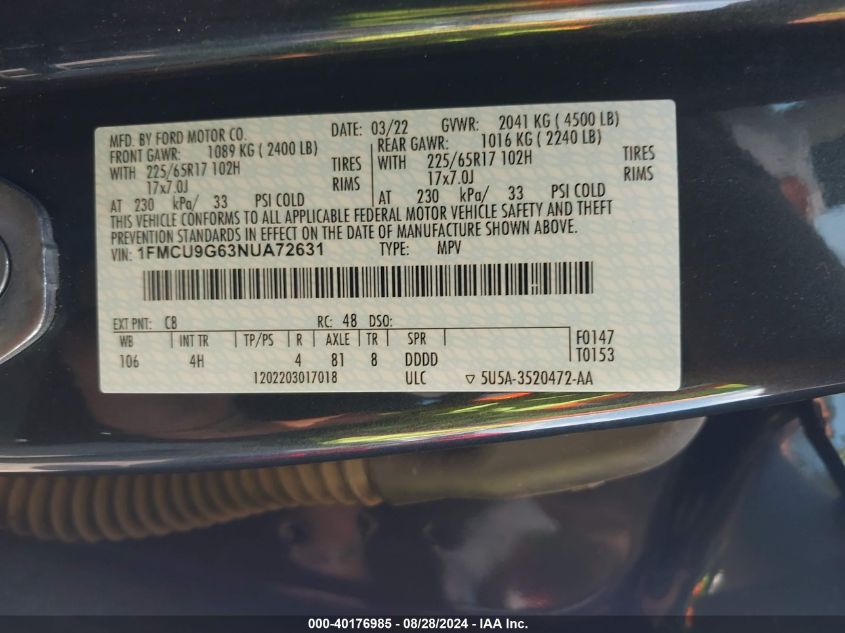 MFD. BY FORD MOTOR CO. DATE: 03/22 GVWR: 2041 KG ( 4500 LB)
FRONT GAWR: 1089 KG ( 2400 LB) REAR GAWR: 1016 KG ( 2240 LB)
WITH 225/65R17 102H TIRES WITH 225/65R17 102H TIRES
17x7.0J RIMS 17x7.0J RIMS
AT 230 kPa/ 33 PSI COLD AT 230 kPa/ 33 PSI COLD
THIS VEHICLE CONFORMS TO ALL APPLICABLE FEDERAL MOTOR VEHICLE SAFETY AND THEFT
PREVENTION STANDARDS IN EFFECT ON THE DATE OF MANUFACTURE SHOWN ABOVE.
VIN: 1FMCU9G63NUA72631 TYPE: MPV
EXT PNT: C8 RC: 48 DSO:
WB INT TR TP/PS R AXLE TR SPR F0147
106 4H 4 81 8 DDDD T0153
1202203017018 ULC ▽ 5U5A-3520472-AA
000-40176985 - 08/28/2024 - IAA Inc.